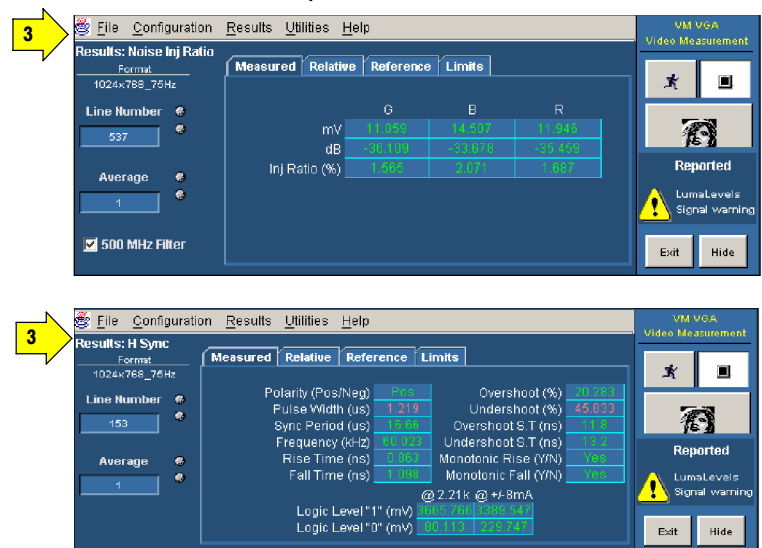 3
File Configuration Results Utilities Help
VM VGA
Video Measurement
Results: Noise Inj Ratio
Format
1024x768_75Hz
Measured Relative Reference Limits
Line Number
537
Average
1
500 MHz Filter
G B R
mV 11.059 14.507 11.946
dB -36.109 -33.678 -35.459
Inj Ratio (%) 1.565 2.071 1.687
Reported
LumaLevels
Signal warning
Exit Hide
3
File Configuration Results Utilities Help
VM VGA
Video Measurement
Results: H Sync
Format
1024x768_75Hz
Measured Relative Reference Limits
Line Number
153
Average
1
Polarity (Pos/Neg) Pos Overshoot (%) 20.283
Pulse Width (us) 1.219 Undershoot (%) 45.833
Sync Period (us) 16.66 Overshoot S.T (ns) 11.8
Frequency (kHz) 60.023 Undershoot S.T (ns) 13.2
Rise Time (ns) 0.863 Monotonic Rise (Y/N) Yes
Fall Time (ns) 1.098 Monotonic Fall (Y/N) Yes
@ 2.21k @ +/-8mA
Logic Level "1" (mV) 3665.766 3389.547
Logic Level "0" (mV) 80.113 229.747
Reported
LumaLevels
Signal warning
Exit Hide